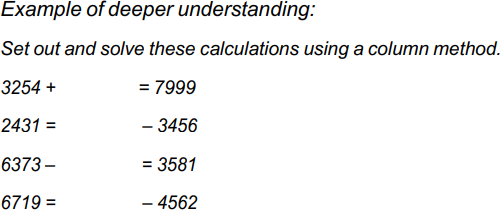 Example of deeper understanding:
Set out and solve these calculations using a column method.
3254 + = 7999
2431 = – 3456
6373 – = 3581
6719 = – 4562